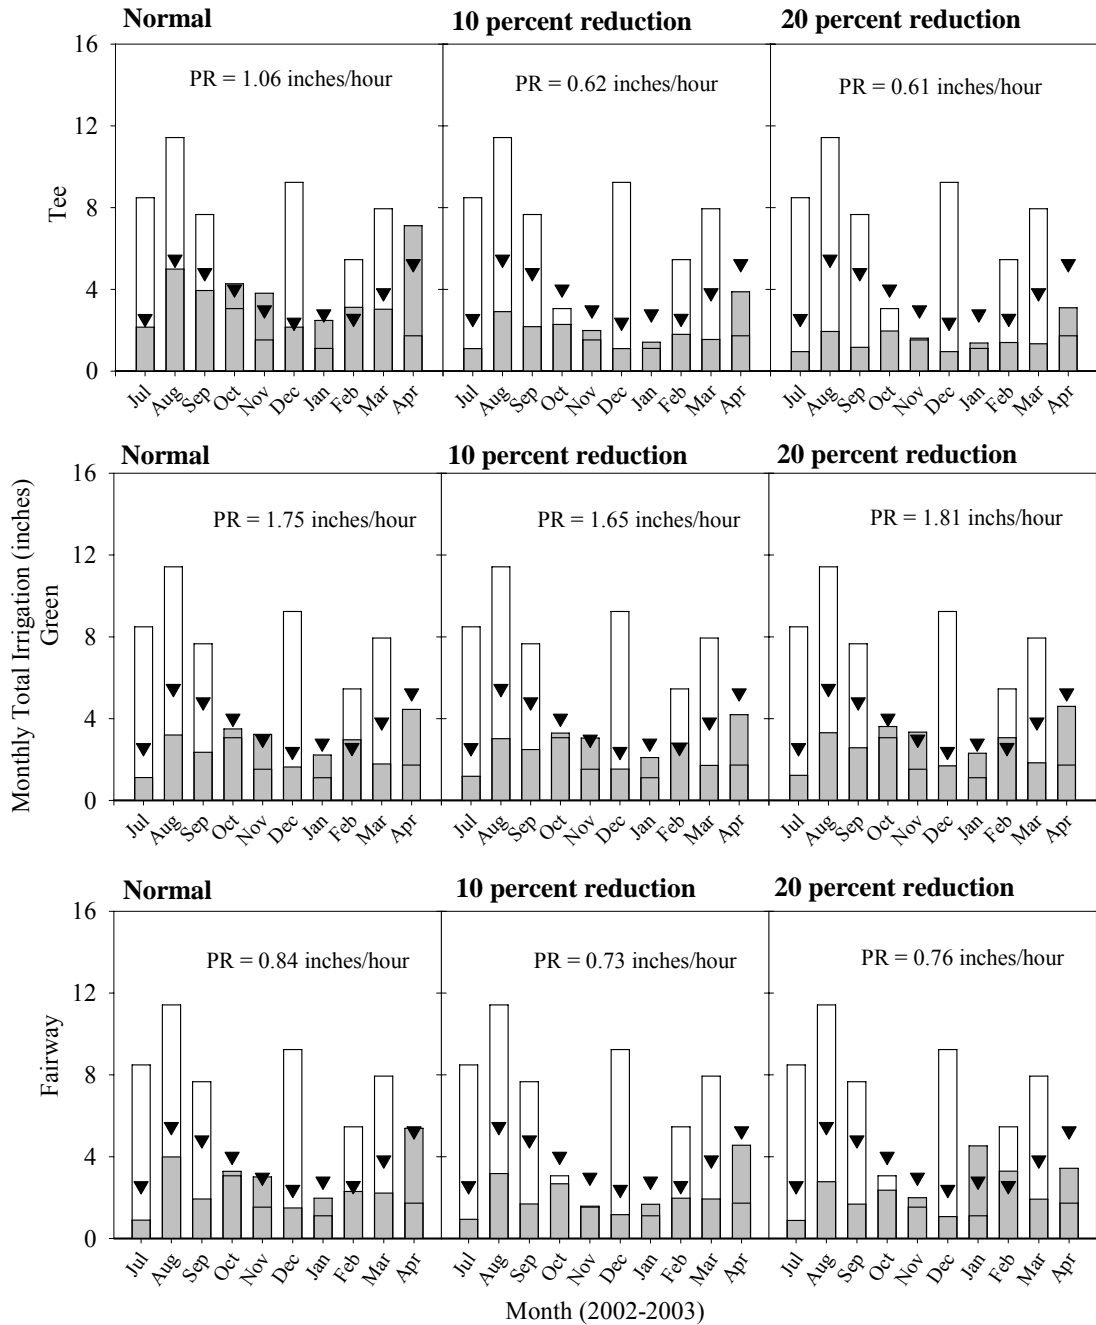 Normal 10 percent reduction 20 percent reduction
16
PR = 1.06 inches/hour PR = 0.62 inches/hour PR = 0.61 inches/hour
12
8
4
0
Tee
Jul Aug Sep Oct Nov Dec Jan Feb Mar Apr Jul Aug Sep Oct Nov Dec Jan Feb Mar Apr Jul Aug Sep Oct Nov Dec Jan Feb Mar Apr
Normal 10 percent reduction 20 percent reduction
16
PR = 1.75 inches/hour PR = 1.65 inches/hour PR = 1.81 inchs/hour
12
8
4
0
Monthly Total Irrigation (inches)
Green
Jul Aug Sep Oct Nov Dec Jan Feb Mar Apr Jul Aug Sep Oct Nov Dec Jan Feb Mar Apr Jul Aug Sep Oct Nov Dec Jan Feb Mar Apr
Normal 10 percent reduction 20 percent reduction
16
PR = 0.84 inches/hour PR = 0.73 inches/hour PR = 0.76 inches/hour
12
8
4
0
Fairway
Jul Aug Sep Oct Nov Dec Jan Feb Mar Apr Jul Aug Sep Oct Nov Dec Jan Feb Mar Apr Jul Aug Sep Oct Nov Dec Jan Feb Mar Apr
Month (2002-2003)